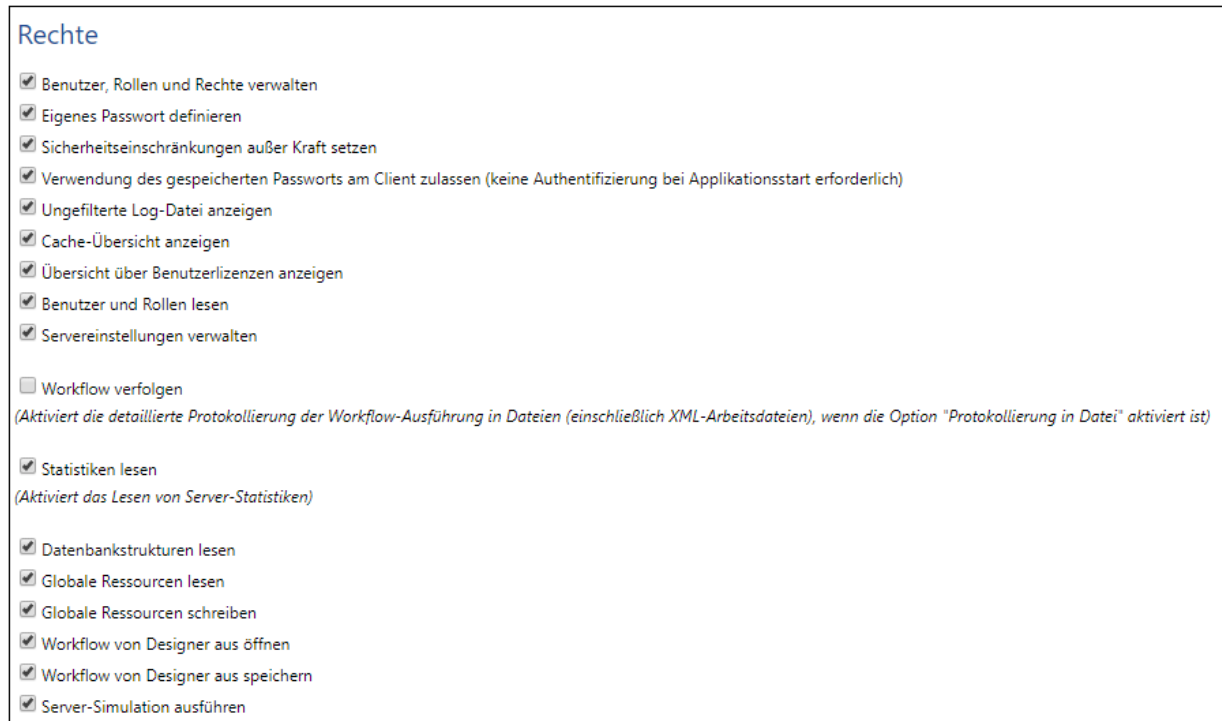 Rechte
Benutzer, Rollen und Rechte verwalten
Eigenes Passwort definieren
Sicherheitseinschränkungen außer Kraft setzen
Verwendung des gespeicherten Passworts am Client zulassen (keine Authentifizierung bei Applikationsstart erforderlich)
Ungefilterte Log-Datei anzeigen
Cache-Übersicht anzeigen
Übersicht über Benutzerlizenzen anzeigen
Benutzer und Rollen lesen
Servereinstellungen verwalten
Workflow verfolgen
(Aktiviert die detaillierte Protokollierung der Workflow-Ausführung in Dateien (einschließlich XML-Arbeitsdateien), wenn die Option "Protokollierung in Datei" aktiviert ist)
Statistiken lesen
(Aktiviert das Lesen von Server-Statistiken)
Datenbankstrukturen lesen
Globale Ressourcen lesen
Globale Ressourcen schreiben
Workflow von Designer aus öffnen
Workflow von Designer aus speichern
Server-Simulation ausführen